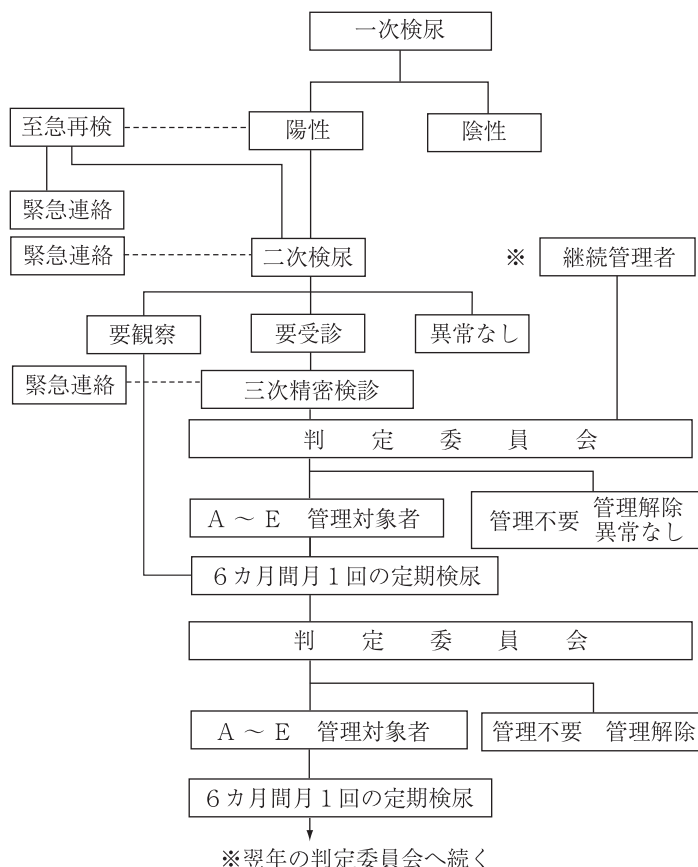 一次検尿
至急再検
陽性
陰性
緊急連絡
緊急連絡
二次検尿
※ 継続管理者
要観察
要受診
異常なし
緊急連絡
三次精密検診
判 定 委 員 会
A ~ E 管理対象者
管理不要 管理解除
異常なし
6カ月間月1回の定期検尿
判 定 委 員 会
A ~ E 管理対象者
管理不要 管理解除
6カ月間月1回の定期検尿
※翌年の判定委員会へ続く